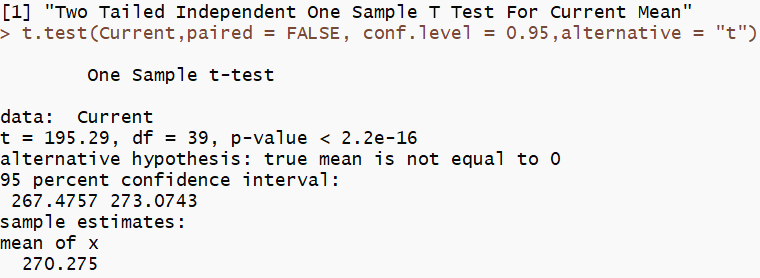 [1] "Two Tailed Independent One Sample T Test For Current Mean"
> t.test(Current,paired = FALSE, conf.level = 0.95,alternative = "t")
One Sample t-test
data:  Current
t = 195.29, df = 39, p-value < 2.2e-16
alternative hypothesis: true mean is not equal to 0
95 percent confidence interval:
267.4757 273.0743
sample estimates:
mean of x
270.275